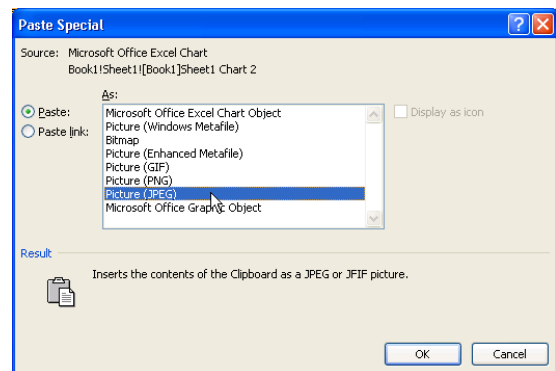 Paste Special
Source: Microsoft Office Excel Chart
Book1!Sheet1![Book1]Sheet1 Chart 2
As:
Paste:
Paste link:
Microsoft Office Excel Chart Object
Picture (Windows Metafile)
Bitmap
Picture (Enhanced Metafile)
Picture (GIF)
Picture (PNG)
Picture (JPEG)
Microsoft Office Graphic Object
Display as icon
Result
Inserts the contents of the Clipboard as a JPEG or JFIF picture.
OK Cancel